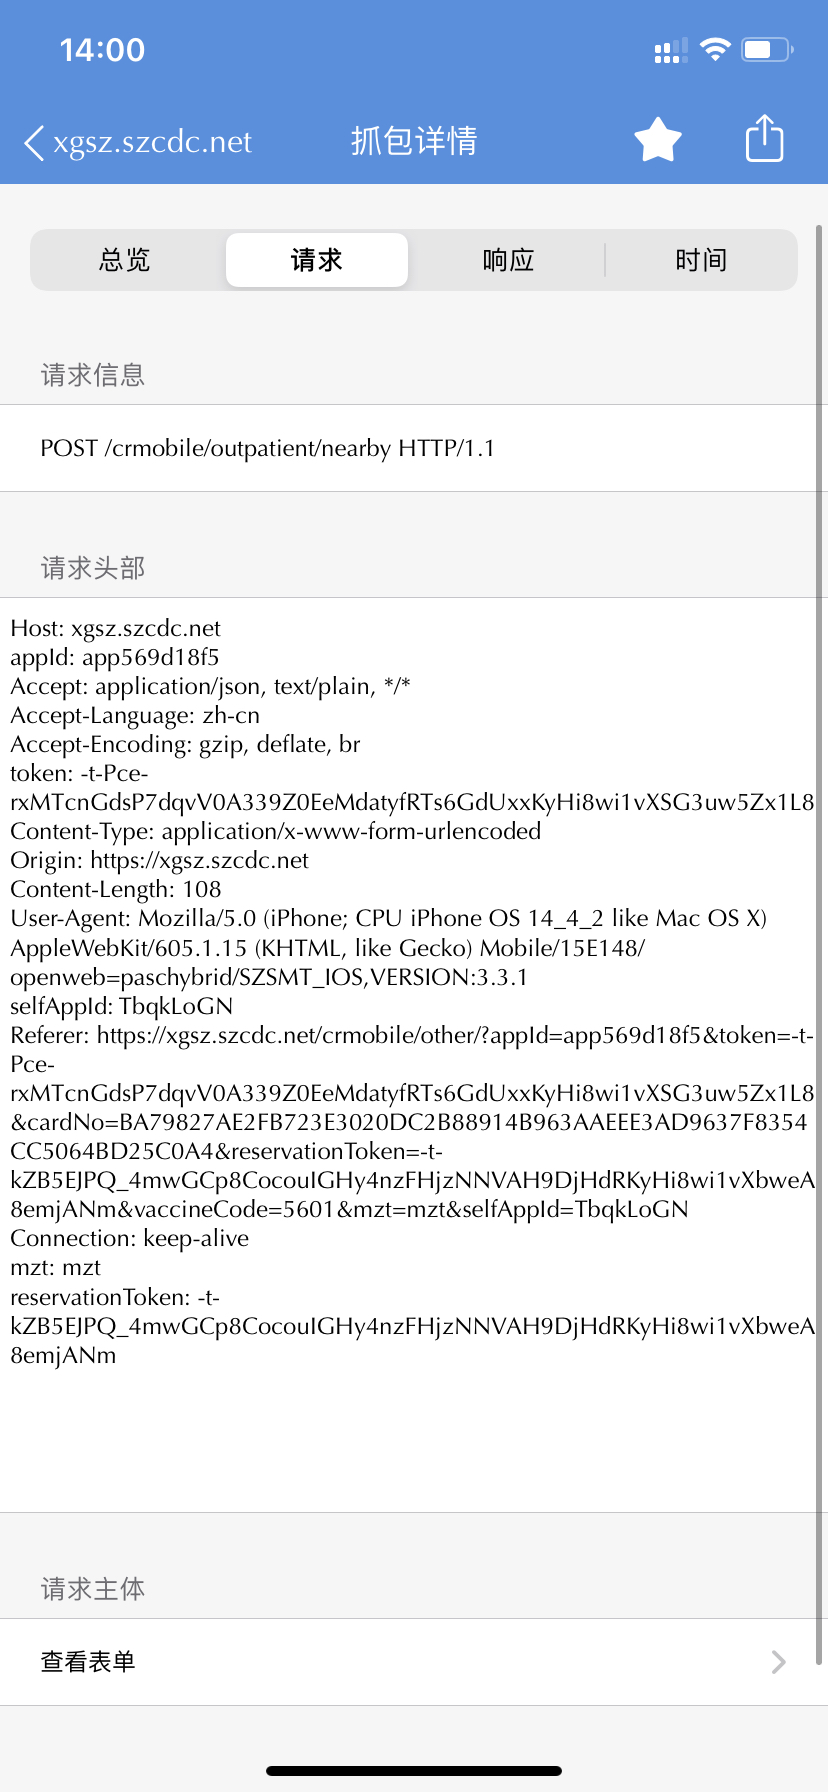 14:00
xgsz.szcdc.net
抓包详情
总览
请求
响应
时间
请求信息
POST /crmobile/outpatient/nearby HTTP/1.1
请求头部
Host: xgsz.szcdc.net
appId: app569d18f5
Accept: application/json, text/plain, */*
Accept-Language: zh-cn
Accept-Encoding: gzip, deflate, br
token: -t-Pce-
rxMTcnGdsP7dqvV0A339Z0EeMdatyfRTs6GdUxxKyHi8wi1vXSG3uw5Zx1L8
Content-Type: application/x-www-form-urlencoded
Origin: https://xgsz.szcdc.net
Content-Length: 108
User-Agent: Mozilla/5.0 (iPhone; CPU iPhone OS 14_4_2 like Mac OS X)
AppleWebKit/605.1.15 (KHTML, like Gecko) Mobile/15E148/
openweb=paschybrid/SZSMT_IOS,VERSION:3.3.1
selfAppId: TbqkLoGN
Referer: https://xgsz.szcdc.net/crmobile/other/?appId=app569d18f5&token=-t-
Pce-
rxMTcnGdsP7dqvV0A339Z0EeMdatyfRTs6GdUxxKyHi8wi1vXSG3uw5Zx1L8
&cardNo=BA79827AE2FB723E3020DC2B88914B963AAEEE3AD9637F8354
CC5064BD25C0A4&reservationToken=-t-
kZB5EJPQ_4mwGCp8CocouIGHy4nzFHjzNNVAH9DjHdRKyHi8wi1vXbweA
8emjANm&vaccineCode=5601&mzt=mzt&selfAppId=TbqkLoGN
Connection: keep-alive
mzt: mzt
reservationToken: -t-
kZB5EJPQ_4mwGCp8CocouIGHy4nzFHjzNNVAH9DjHdRKyHi8wi1vXbweA
8emjANm
请求主体
查看表单